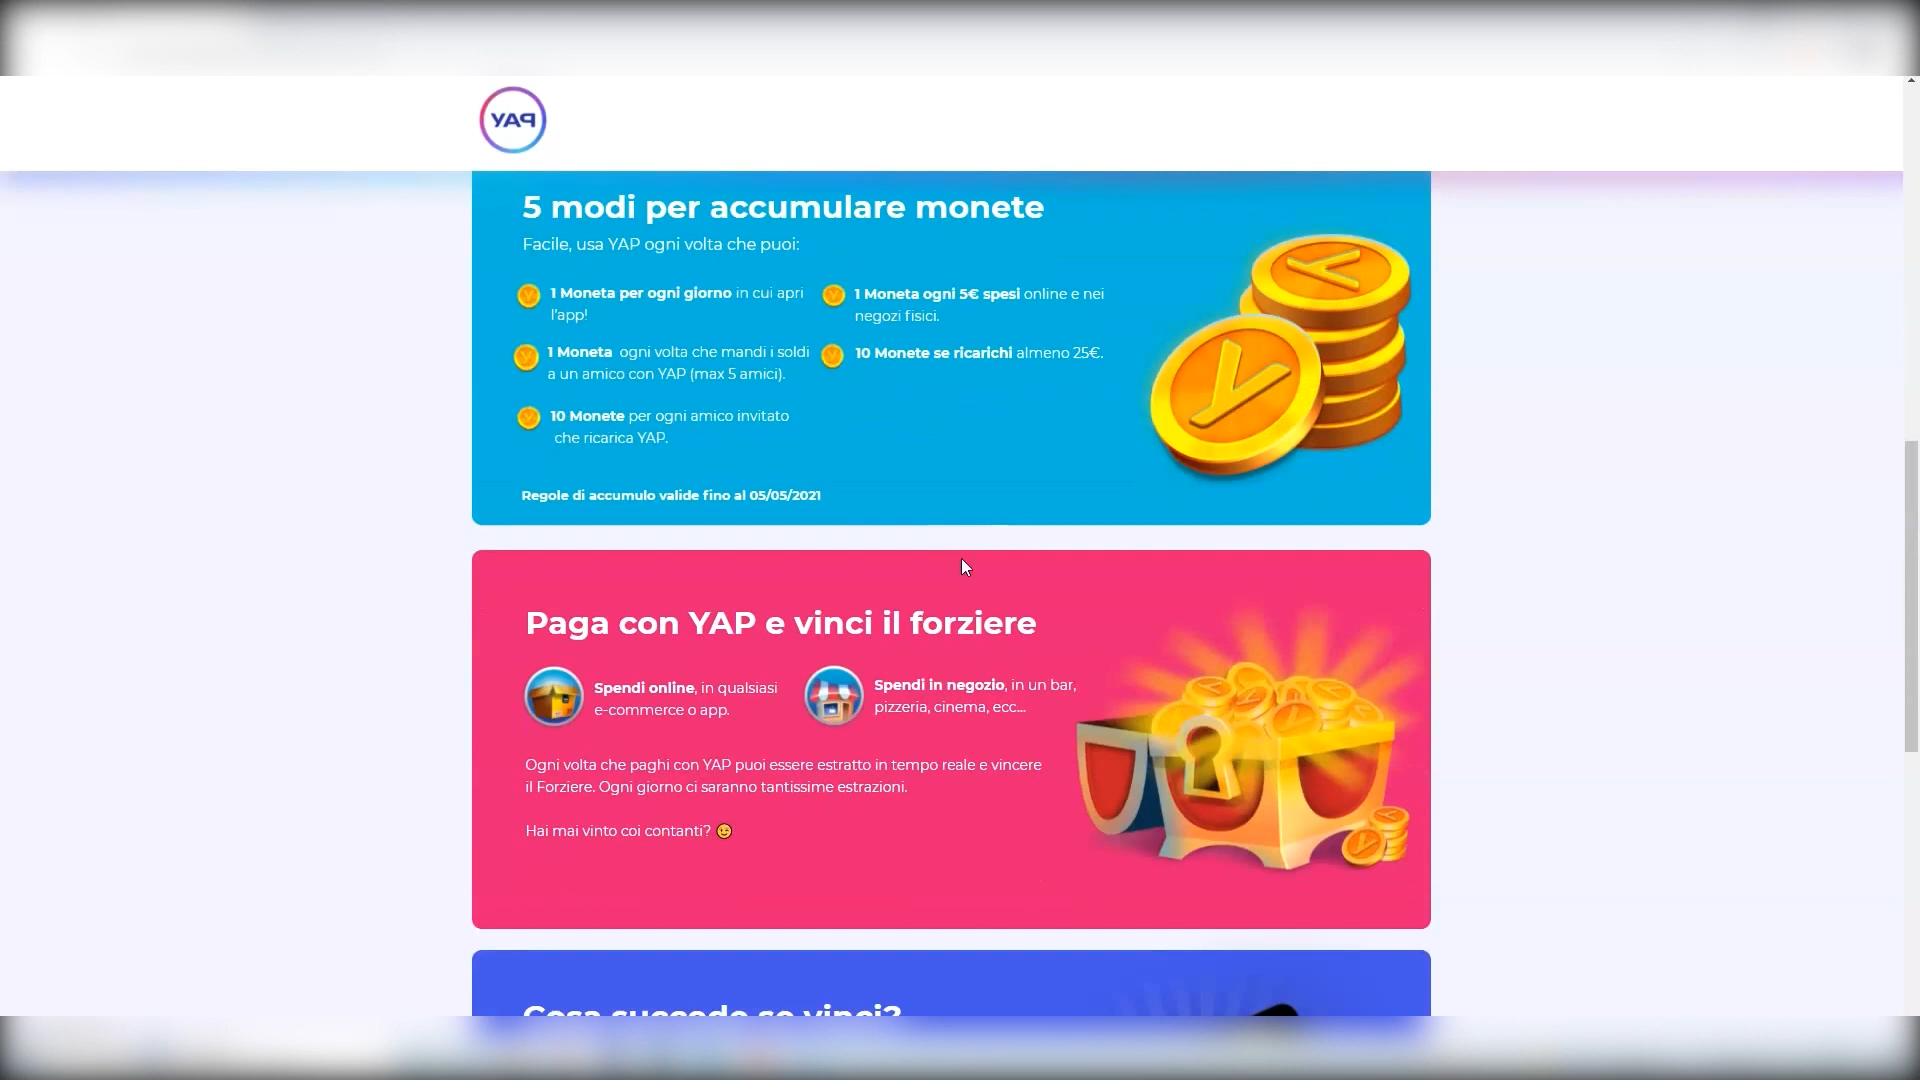 YAP
5 modi per accumulare monete
Facile, usa YAP ogni volta che puoi:
1 Moneta per ogni giorno in cui apri
l'app!
1 Moneta ogni volta che mandi i soldi
a un amico con YAP (max 5 amici).
10 Monete per ogni amico invitato
che ricarica YAP.
1 Moneta ogni 5€ spesi online e nei
negozi fisici.
10 Monete se ricarichi almeno 25€.
Regole di accumulo valide fino al 05/05/2021
Paga con YAP e vinci il forziere
Spendi online, in qualsiasi
e-commerce o app.
Spendi in negozio, in un bar,
pizzeria, cinema, ecc...
Ogni volta che paghi con YAP puoi essere estratto in tempo reale e vincere
il Forziere. Ogni giorno ci saranno tantissime estrazioni.
Hai mai vinto coi contanti? 😉
Cosa succede se vinci?